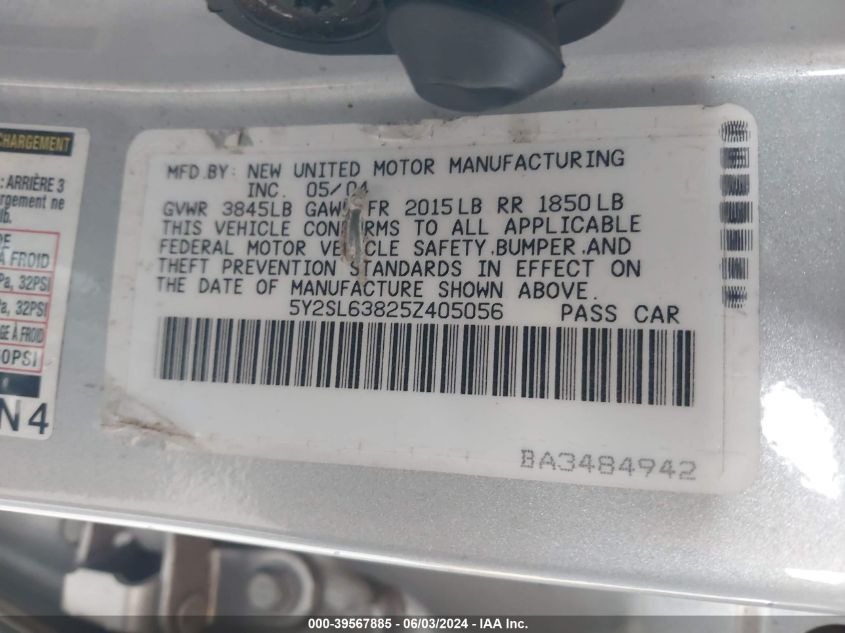 CHARGEMENT
: ARRIÈRE 3
argement ne
lb.
DE
À FROID
Pa, 32PSI
a, 32PSI
GE À FROID
60PSI
N4
MFD.BY: NEW UNITED MOTOR MANUFACTURING
INC. 05/04
GVWR 3845LB GAWR FR 2015LB RR 1850LB
THIS VEHICLE CONFORMS TO ALL APPLICABLE
FEDERAL MOTOR VEHICLE SAFETY,BUMPER,AND
THEFT PREVENTION STANDARDS IN EFFECT ON
THE DATE OF MANUFACTURE SHOWN ABOVE.
5Y2SL63825Z405056 PASS CAR
BA3484942
000-39567885 - 06/03/2024 - IAA Inc.